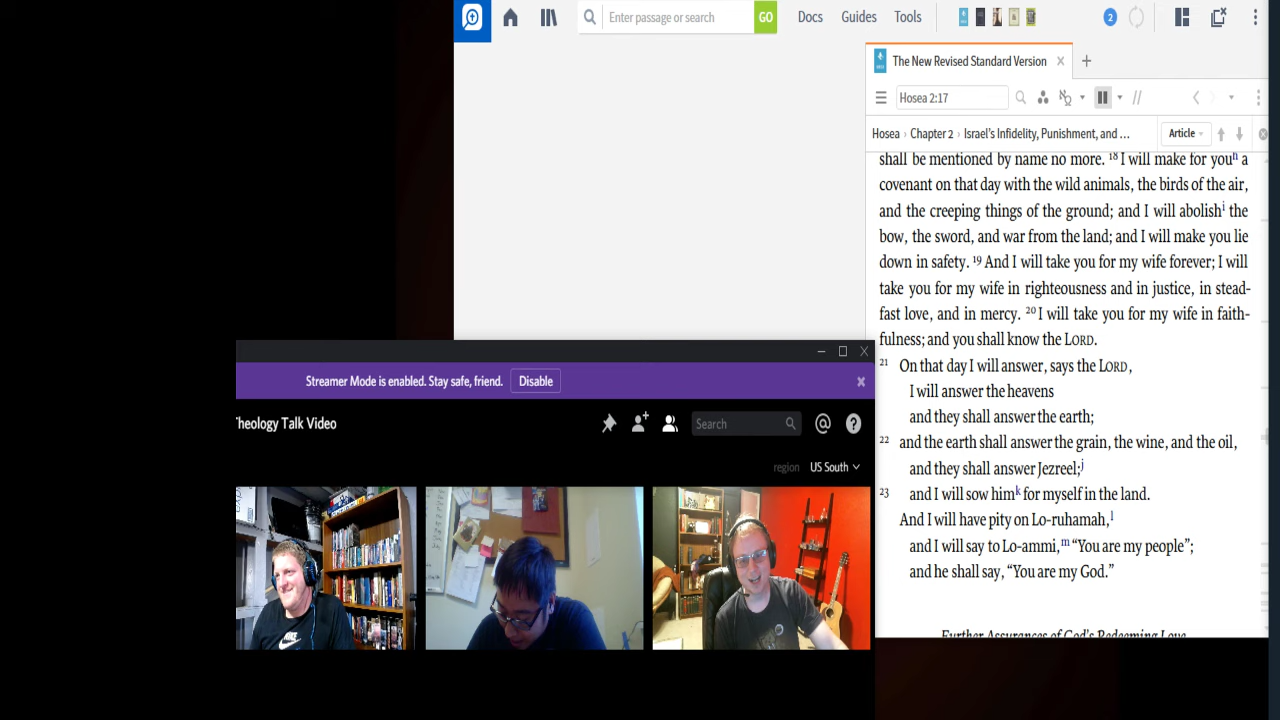 Enter passage or search
GO
Docs
Guides
Tools
2
The New Revised Standard Version
Hosea 2:17
Hosea › Chapter 2 › Israel's Infidelity, Punishment, and ...
Article
shall be mentioned by name no more. 18 I will make for you h a
covenant on that day with the wild animals, the birds of the air,
and the creeping things of the ground; and I will abolish i the
bow, the sword, and war from the land; and I will make you lie
down in safety. 19 And I will take you for my wife forever; I will
take you for my wife in righteousness and in justice, in stead-
fast love, and in mercy. 20 I will take you for my wife in faith-
fulness; and you shall know the LORD.
21 On that day I will answer, says the LORD,
I will answer the heavens
and they shall answer the earth;
22 and the earth shall answer the grain, the wine, and the oil,
and they shall answer Jezreel; j
23 and I will sow him k for myself in the land.
And I will have pity on Lo-ruhamah, l
and I will say to Lo-ammi, m “You are my people”;
and he shall say, “You are my God.”
Further Assurances of God's Redeeming Love
Streamer Mode is enabled. Stay safe, friend.
Disable
Theology Talk Video
Search
region
US South
NIKE